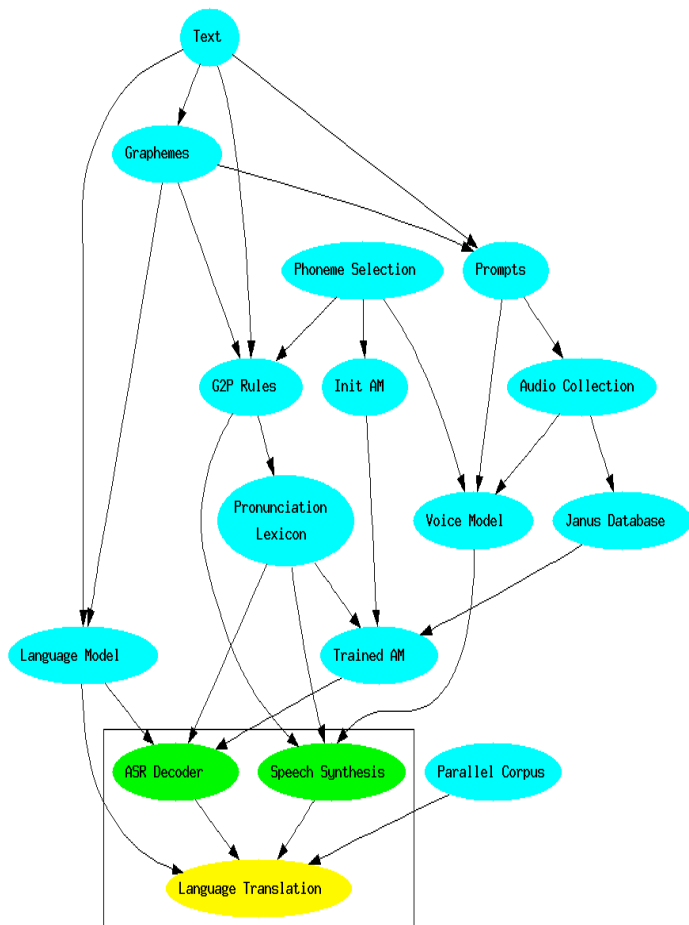 Text
Graphemes
Phoneme Selection
Prompts
G2P Rules
Init AM
Audio Collection
Pronunciation
Lexicon
Voice Model
Janus Database
Language Model
Trained AM
ASR Decoder
Speech Synthesis
Parallel Corpus
Language Translation